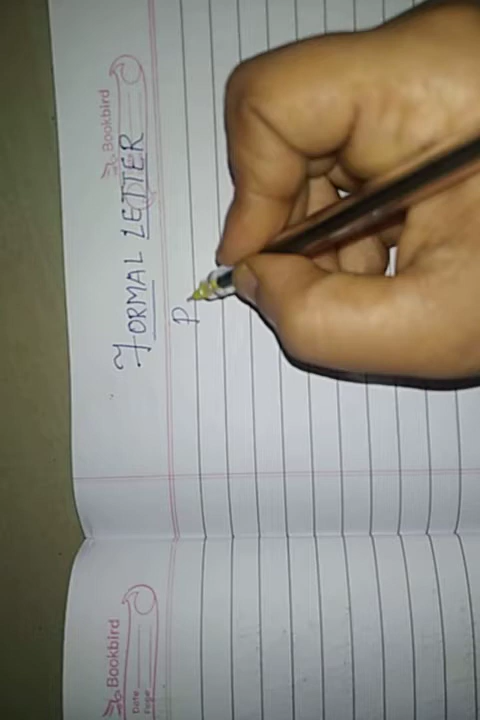 Bookbird
FORMAL LETTER
P
Bookbird
Date
Page